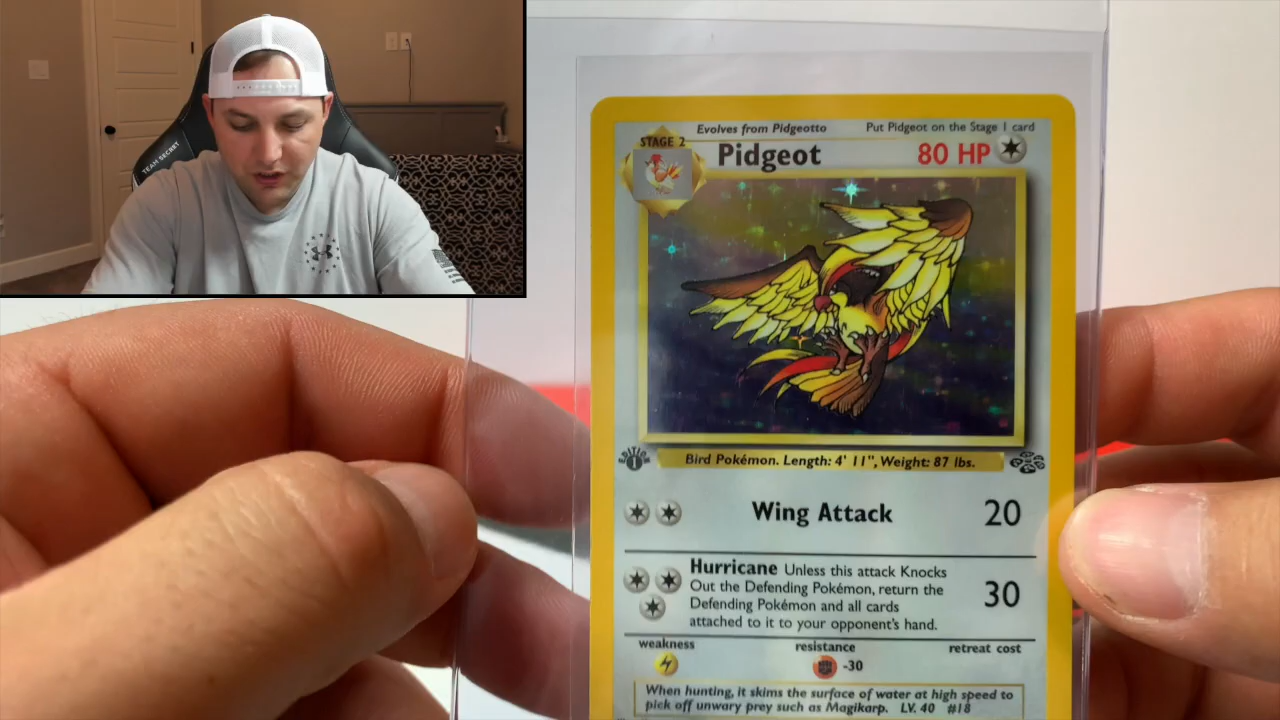 TEAM SECRET
Evolves from Pidgeotto
Put Pidgeot on the Stage 1 card
STAGE 2
Pidgeot
80 HP
EDITION
1
Bird Pokémon. Length: 4' 11", Weight: 87 lbs.
Wing Attack
20
Hurricane Unless this attack Knocks
Out the Defending Pokémon, return the
Defending Pokémon and all cards
attached to it to your opponent's hand.
30
weakness
resistance
retreat cost
-30
When hunting, it skims the surface of water at high speed to
pick off unwary prey such as Magikarp. LV. 40 #18